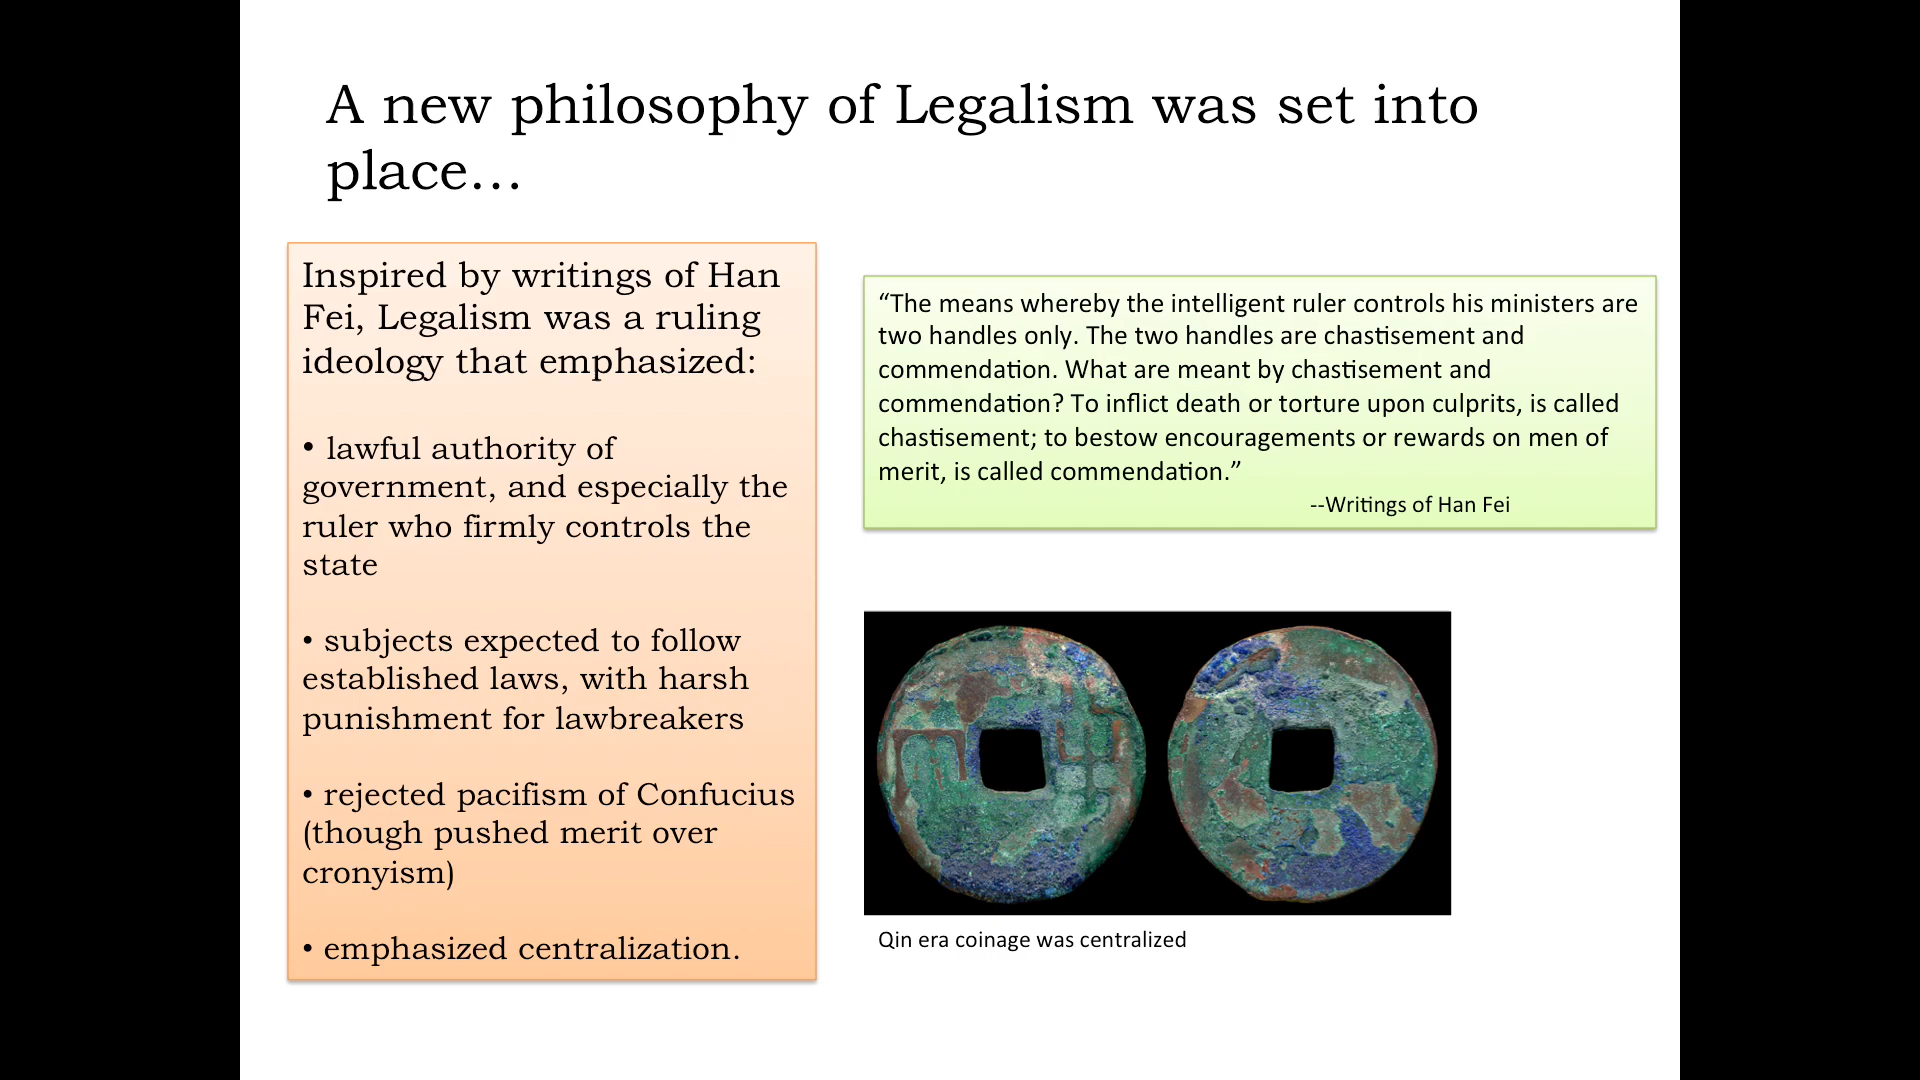 A new philosophy of Legalism was set into
place…
Inspired by writings of Han
Fei, Legalism was a ruling
ideology that emphasized:
• lawful authority of
government, and especially the
ruler who firmly controls the
state
• subjects expected to follow
established laws, with harsh
punishment for lawbreakers
• rejected pacifism of Confucius
(though pushed merit over
cronyism)
• emphasized centralization.
“The means whereby the intelligent ruler controls his ministers are
two handles only. The two handles are chastisement and
commendation. What are meant by chastisement and
commendation? To inflict death or torture upon culprits, is called
chastisement; to bestow encouragements or rewards on men of
merit, is called commendation.”
--Writings of Han Fei
Qin era coinage was centralized